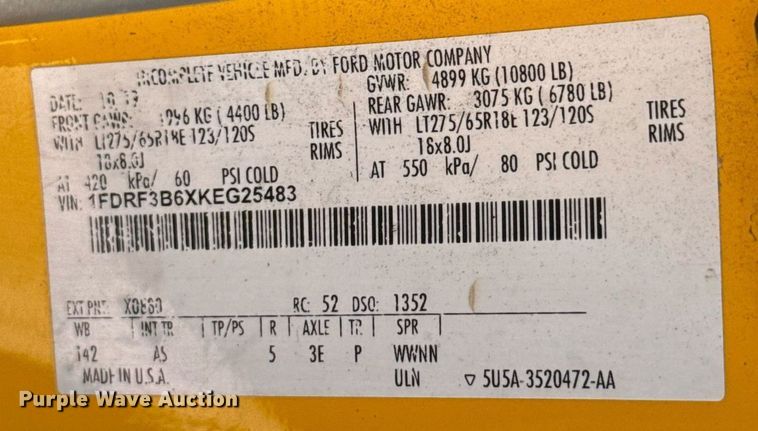 INCOMPLETE VEHICLE MFD. BY FORD MOTOR COMPANY
DATE: 10/19 GVWR: 4899 KG (10800 LB)
FRONT GAWR: 1996 KG (4400 LB) REAR GAWR: 3075 KG (6780 LB)
WITH LT275/65R18E 123/120S TIRES WITH LT275/65R18E 123/120S TIRES
18x8.0J RIMS 18x8.0J RIMS
AT 420 kPa/ 60 PSI COLD AT 550 kPa/ 80 PSI COLD
VIN: 1FDRF3B6XKEG25483
EXT PNT: RC: 52 DSO: 1352
WB INT TR TP/PS R AXLE TR SPR
142 AS 5 3E P WWNN
MADE IN U.S.A. ULN ▽ 5U5A-3520472-AA
Purple Wave Auction